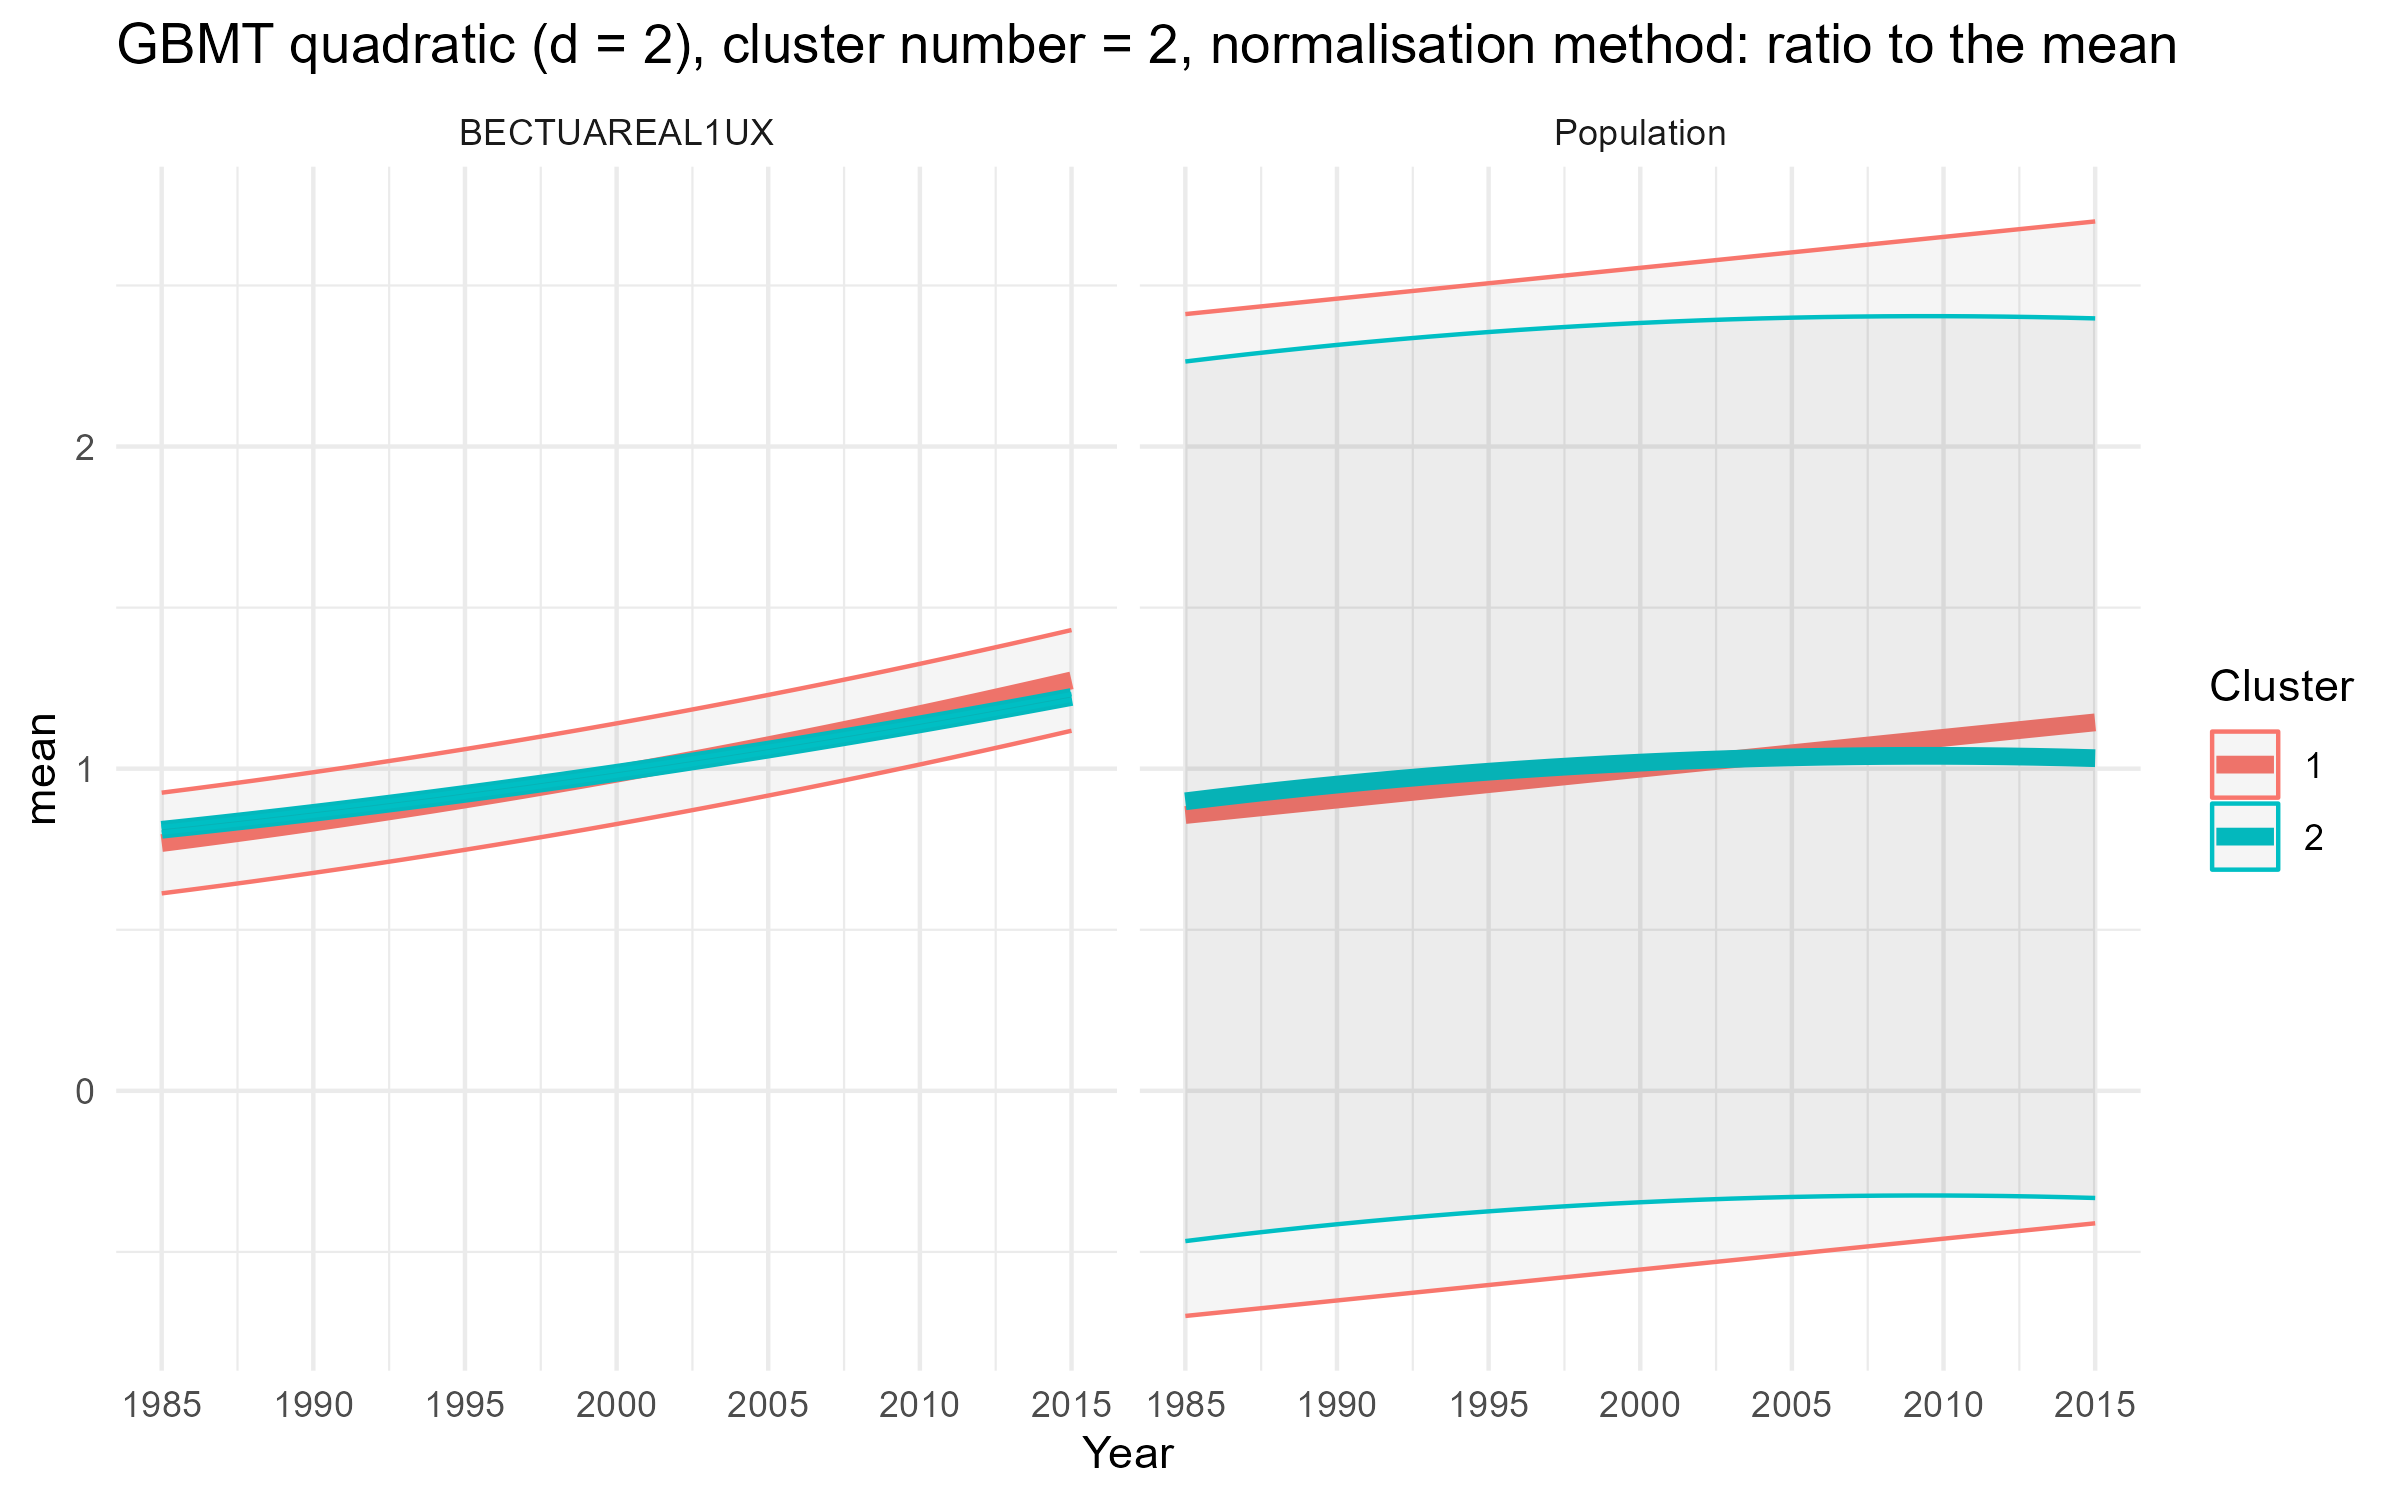 GBMT quadratic (d = 2), cluster number = 2, normalisation method: ratio to the mean
BECTUAREAL1UX
Population
mean
2
1
0
1985 1990 1995 2000 2005 2010 2015
1985 1990 1995 2000 2005 2010 2015
Year
Cluster
1
2